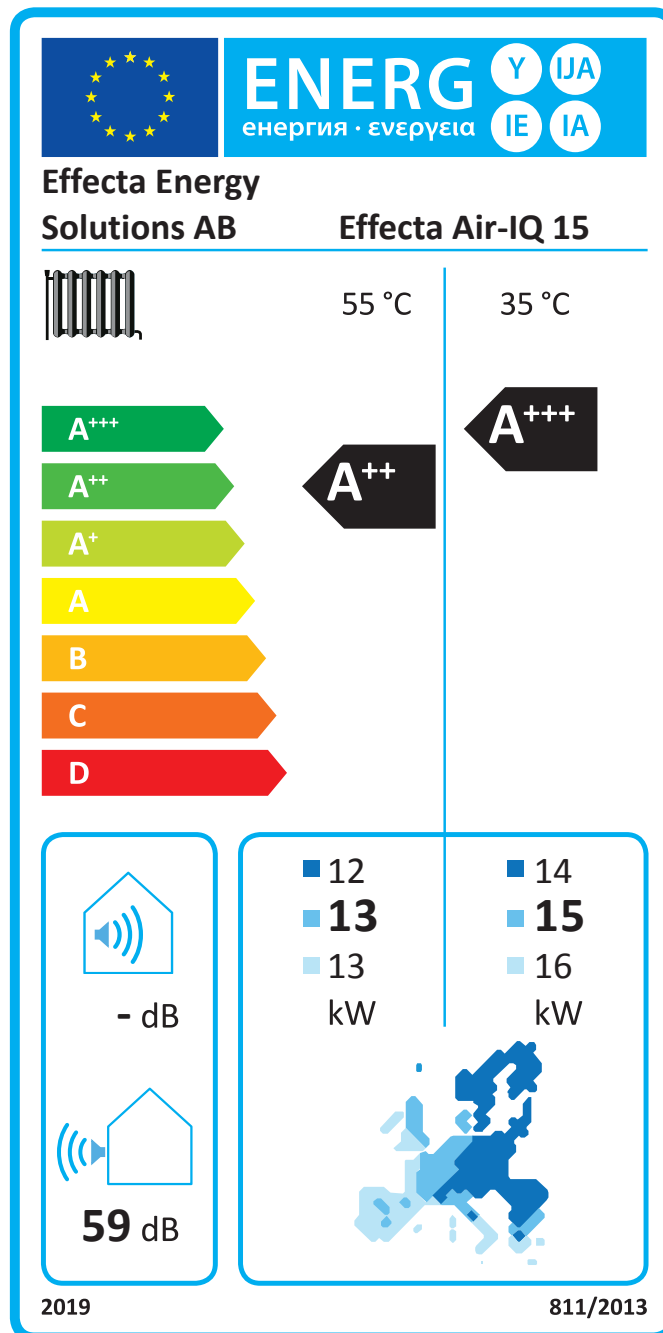 ENERG Y IJA
енергия · ενεργεια IE IA
Effecta Energy
Solutions AB Effecta Air-IQ 15
55 °C 35 °C
A+++ A+++
A++ A++
A+
A
B
C
D
12 14
13 15
13 16
- dB kW kW
59 dB
2019 811/2013